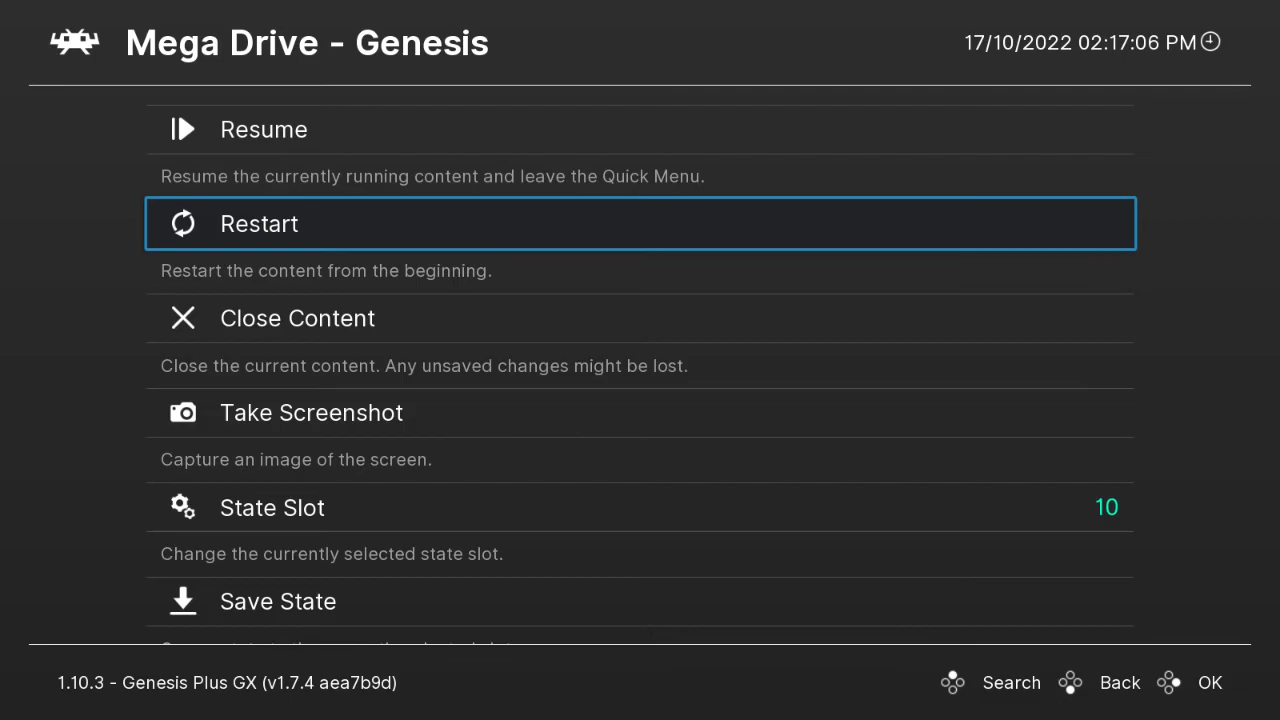 Mega Drive - Genesis
17/10/2022 02:17:06 PM
Resume
Resume the currently running content and leave the Quick Menu.
Restart
Restart the content from the beginning.
Close Content
Close the current content. Any unsaved changes might be lost.
Take Screenshot
Capture an image of the screen.
State Slot 10
Change the currently selected state slot.
Save State
1.10.3 - Genesis Plus GX (v1.7.4 aea7b9d)
Search Back OK